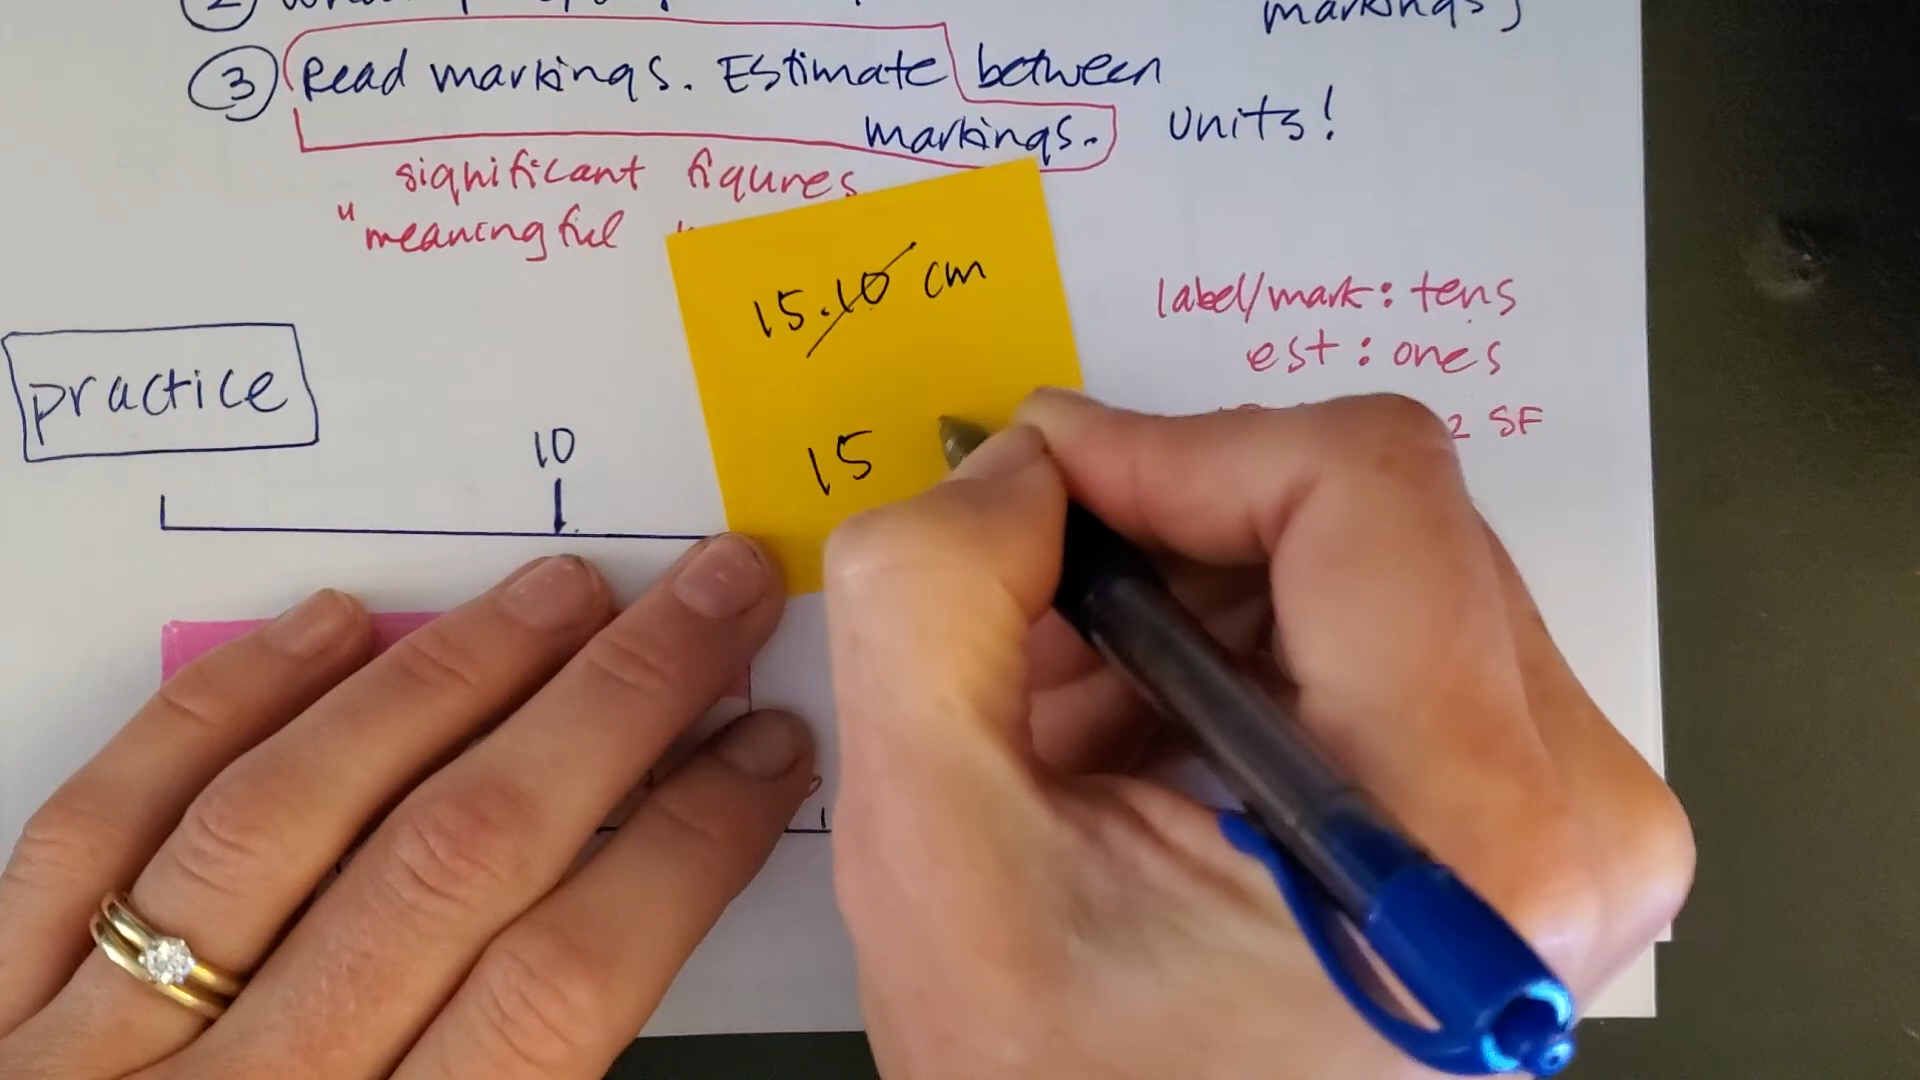 markings)
③ Read markings. Estimate between
markings. units!
significant figures
"meaningful
15.10 cm
15
label/mark: tens
est: ones
2 SF
practice
10